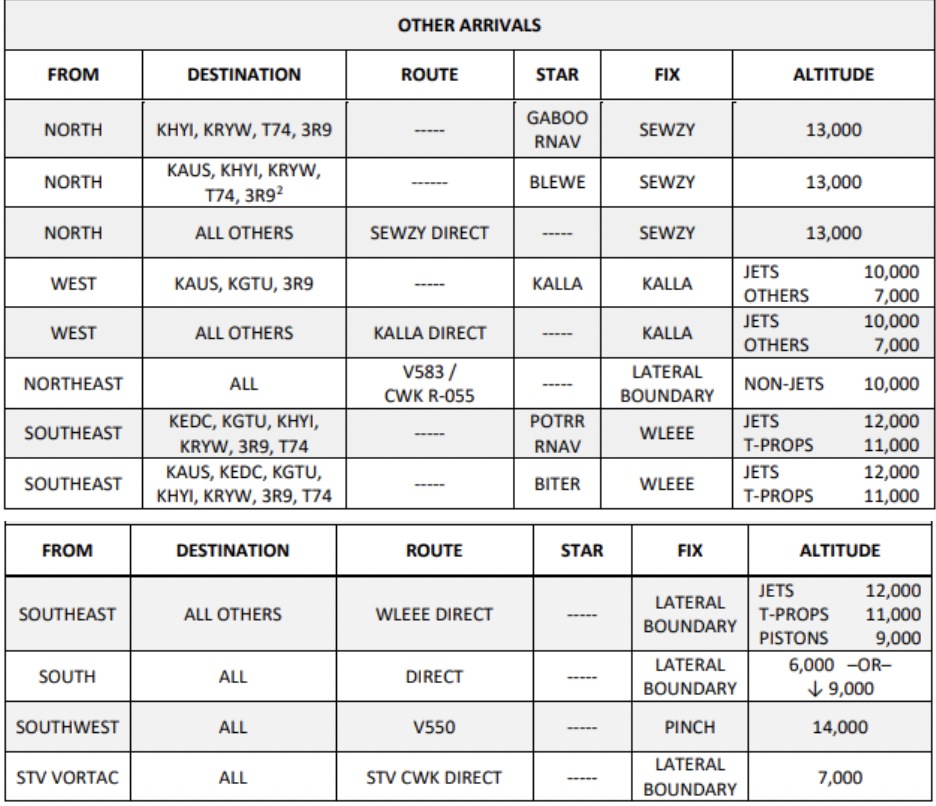 OTHER ARRIVALS
FROM DESTINATION ROUTE STAR FIX ALTITUDE
NORTH KHYI, KRYW, T74, 3R9 ----- GABOO RNAV SEWZY 13,000
NORTH KAUS, KHYI, KRYW, T74, 3R9² ------ BLEWE SEWZY 13,000
NORTH ALL OTHERS SEWZY DIRECT ----- SEWZY 13,000
WEST KAUS, KGTU, 3R9 ----- KALLA KALLA JETS 10,000 OTHERS 7,000
WEST ALL OTHERS KALLA DIRECT ----- KALLA JETS 10,000 OTHERS 7,000
NORTHEAST ALL V583 / CWK R-055 ----- LATERAL BOUNDARY NON-JETS 10,000
SOUTHEAST KEDC, KGTU, KHYI, KRYW, 3R9, T74 ----- POTRR RNAV WLEEE JETS 12,000 T-PROPS 11,000
SOUTHEAST KAUS, KEDC, KGTU, KHYI, KRYW, 3R9, T74 ----- BITER WLEEE JETS 12,000 T-PROPS 11,000
FROM DESTINATION ROUTE STAR FIX ALTITUDE
SOUTHEAST ALL OTHERS WLEEE DIRECT ----- LATERAL BOUNDARY JETS 12,000 T-PROPS 11,000 PISTONS 9,000
SOUTH ALL DIRECT ----- LATERAL BOUNDARY 6,000 –OR– ↓ 9,000
SOUTHWEST ALL V550 ----- PINCH 14,000
STV VORTAC ALL STV CWK DIRECT ----- LATERAL BOUNDARY 7,000